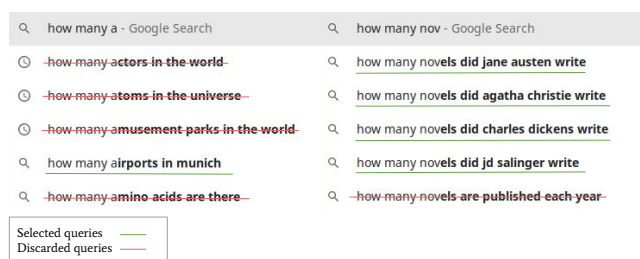 how many a - Google Search
how many actors in the world
how many atoms in the universe
how many amusement parks in the world
how many airports in munich
how many amino acids are there
how many nov - Google Search
how many novels did jane austen write
how many novels did agatha christie write
how many novels did charles dickens write
how many novels did jd salinger write
how many novels are published each year
Selected queries
Discarded queries